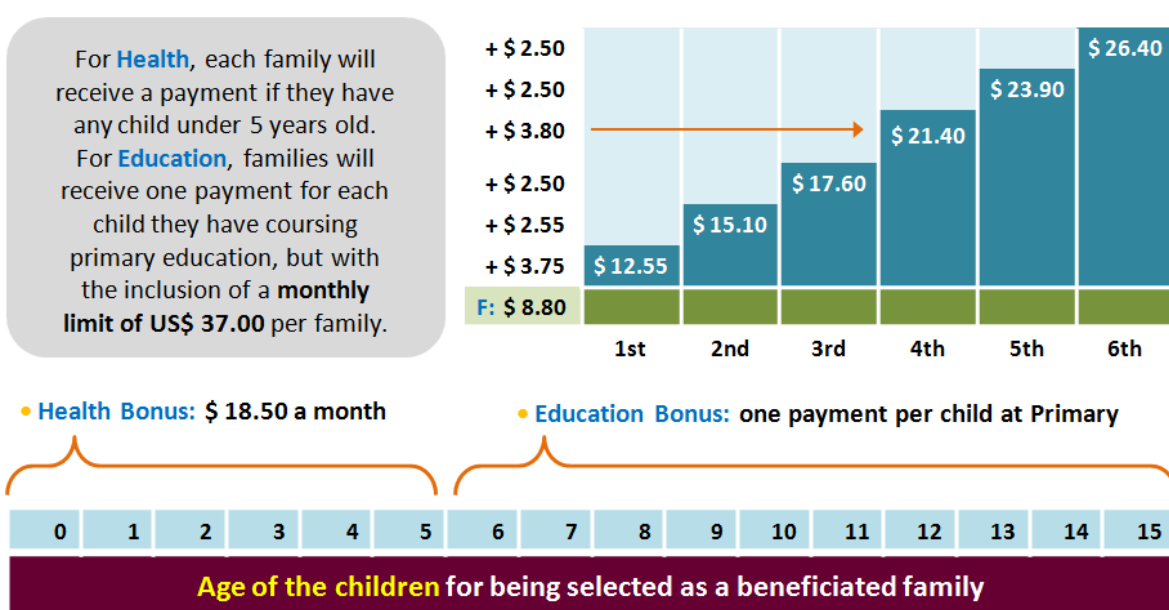 For Health, each family will
receive a payment if they have
any child under 5 years old.
For Education, families will
receive one payment for each
child they have coursing
primary education, but with
the inclusion of a monthly
limit of US$ 37.00 per family.
+ $ 2.50
+ $ 2.50
+ $ 3.80
+ $ 2.50
+ $ 2.55
+ $ 3.75
F: $ 8.80
$ 12.55
$ 15.10
$ 17.60
$ 21.40
$ 23.90
$ 26.40
1st 2nd 3rd 4th 5th 6th
• Health Bonus: $ 18.50 a month
• Education Bonus: one payment per child at Primary
0 1 2 3 4 5 6 7 8 9 10 11 12 13 14 15
Age of the children for being selected as a beneficiated family